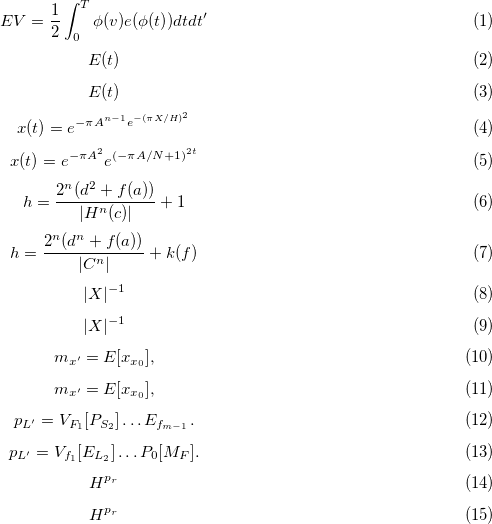 EV = \frac{1}{2} \int_0^T \phi(v)e(\phi(t))dtdt' (1)
E(t) (2)
E(t) (3)
x(t) = e^{-\pi A^{n-1} e^{-(\pi X/H)^2}} (4)
x(t) = e^{-\pi A^2} e^{(-\pi A/N+1)^{2t}} (5)
h = \frac{2^n(d^2 + f(a))}{|H^n(c)|} + 1 (6)
h = \frac{2^n(d^n + f(a))}{|C^n|} + k(f) (7)
|X|^{-1} (8)
|X|^{-1} (9)
m_{x'} = E[x_{x_0}], (10)
m_{x'} = E[x_{x_0}], (11)
p_{L'} = V_{F_1}[P_{S_2}] \dots E_{f_{m-1}}. (12)
p_{L'} = V_{f_1}[E_{L_2}] \dots P_0[M_F]. (13)
H^{p_r} (14)
H^{p_r} (15)